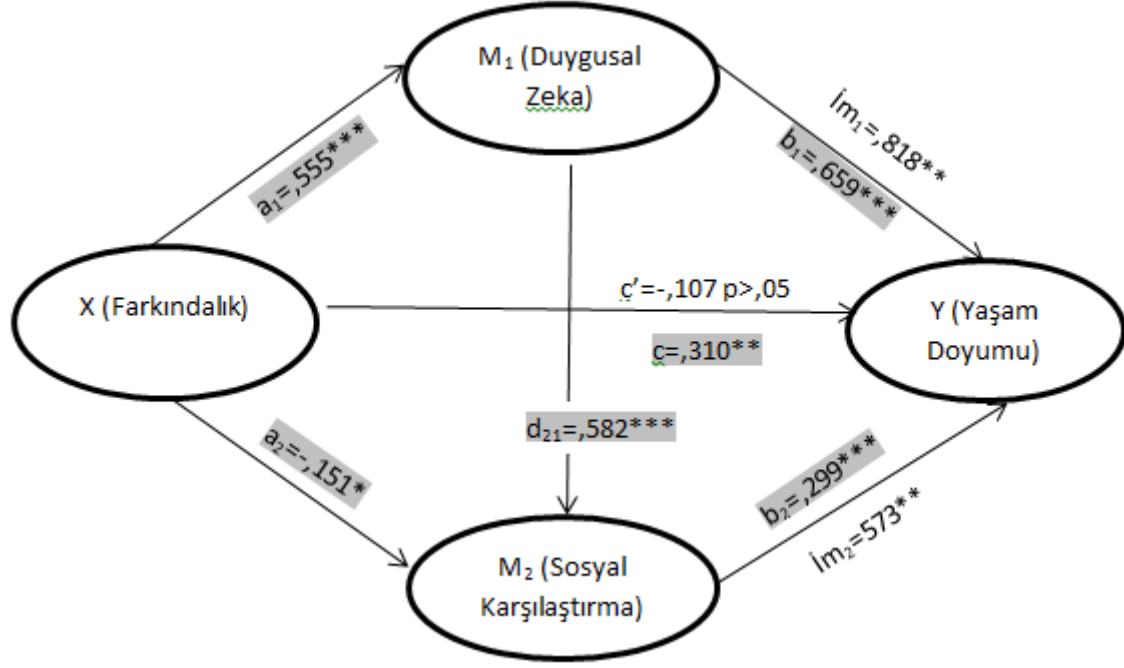 M₁ (Duygusal
Zeka)
a₁=,555***
İm₁=,818**
b₁=,659***
X (Farkındalık)
c’=-,107 p>,05
c=,310**
Y (Yaşam
Doyumu)
d₂₁=,582***
a₂=-,151*
b₂=,299***
İm₂=573**
M₂ (Sosyal
Karşılaştırma)